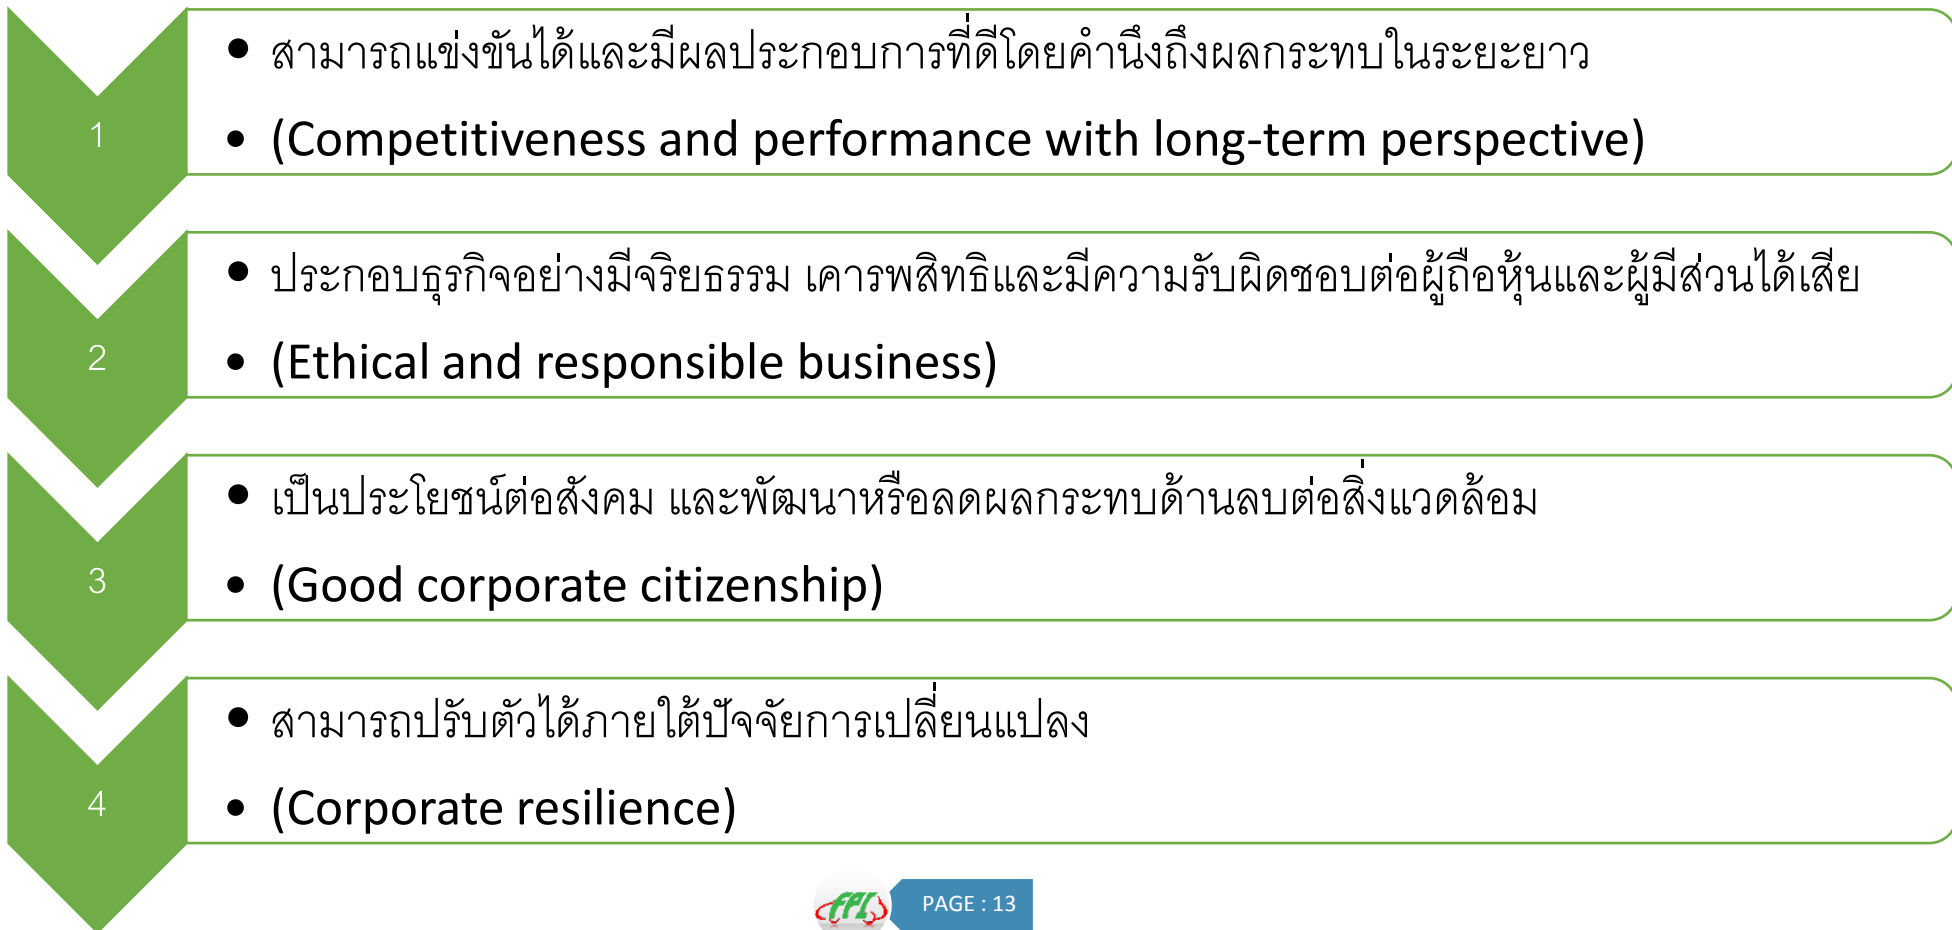 1
● สามารถแข่งขันได้และมีผลประกอบการที่ดีโดยคำนึงถึงผลกระทบในระยะยาว
• (Competitiveness and performance with long-term perspective)
2
● ประกอบธุรกิจอย่างมีจริยธรรม เคารพสิทธิและมีความรับผิดชอบต่อผู้ถือหุ้นและผู้มีส่วนได้เสีย
• (Ethical and responsible business)
3
● เป็นประโยชน์ต่อสังคม และพัฒนาหรือลดผลกระทบด้านลบต่อสิ่งแวดล้อม
• (Good corporate citizenship)
4
● สามารถปรับตัวได้ภายใต้ปัจจัยการเปลี่ยนแปลง
• (Corporate resilience)
FPI
PAGE : 13